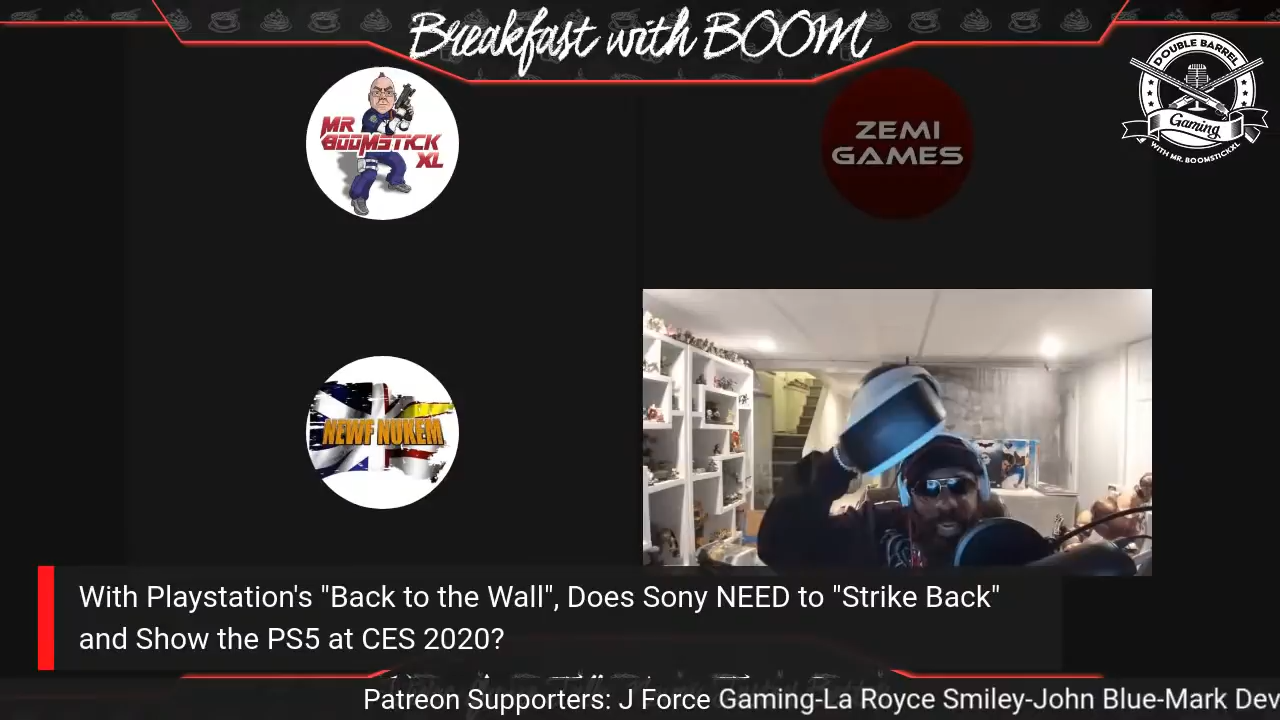 Breakfast with BOOM
DOUBLE BARREL
Gaming
WITH MR. BOOMSTICKXL
MR
BOOMSTICK
XL
ZEMI
GAMES
NEWF NUKEM
With Playstation's "Back to the Wall", Does Sony NEED to "Strike Back"
and Show the PS5 at CES 2020?
Patreon Supporters: J Force Gaming-La Royce Smiley-John Blue-Mark Dev